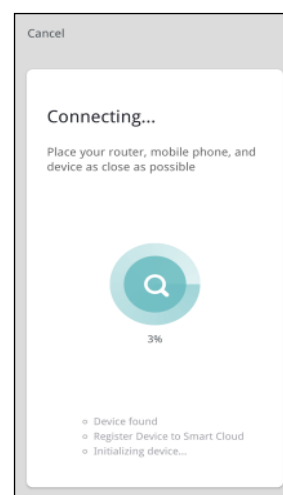 Cancel
Connecting...
Place your router, mobile phone, and
device as close as possible
3%
Device found
Register Device to Smart Cloud
Initializing device...